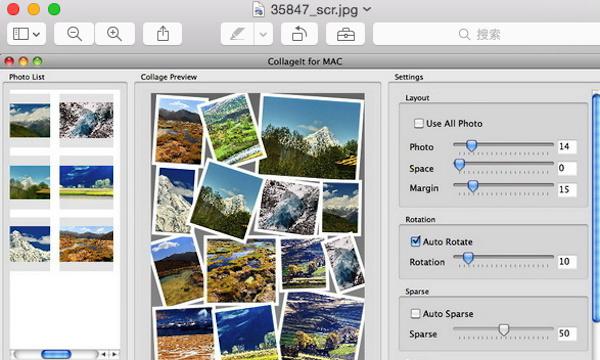 35847_scr.jpg
搜索
CollageIt for MAC
Photo List
Collage Preview
Settings
Layout
Use All Photo
Photo 14
Space 0
Margin 15
Rotation
Auto Rotate
Rotation 10
Sparse
Auto Sparse
Sparse 50